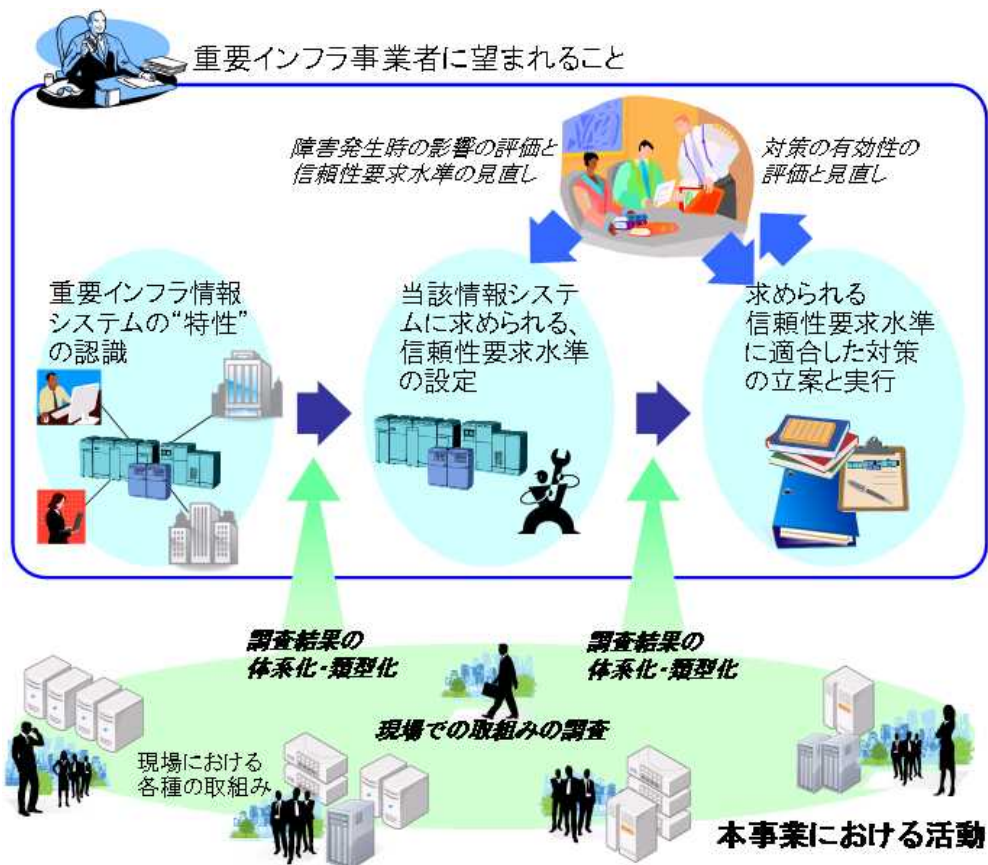 重要インフラ事業者に望まれること
障害発生時の影響の評価と
信頼性要求水準の見直し
対策の有効性の
評価と見直し
重要インフラ情報
システムの“特性”
の認識
当該情報システ
ムに求められる、
信頼性要求水準
の設定
求められる
信頼性要求水準
に適合した対策
の立案と実行
調査結果の
体系化・類型化
調査結果の
体系化・類型化
現場での取組みの調査
現場における
各種の取組み
本事業における活動